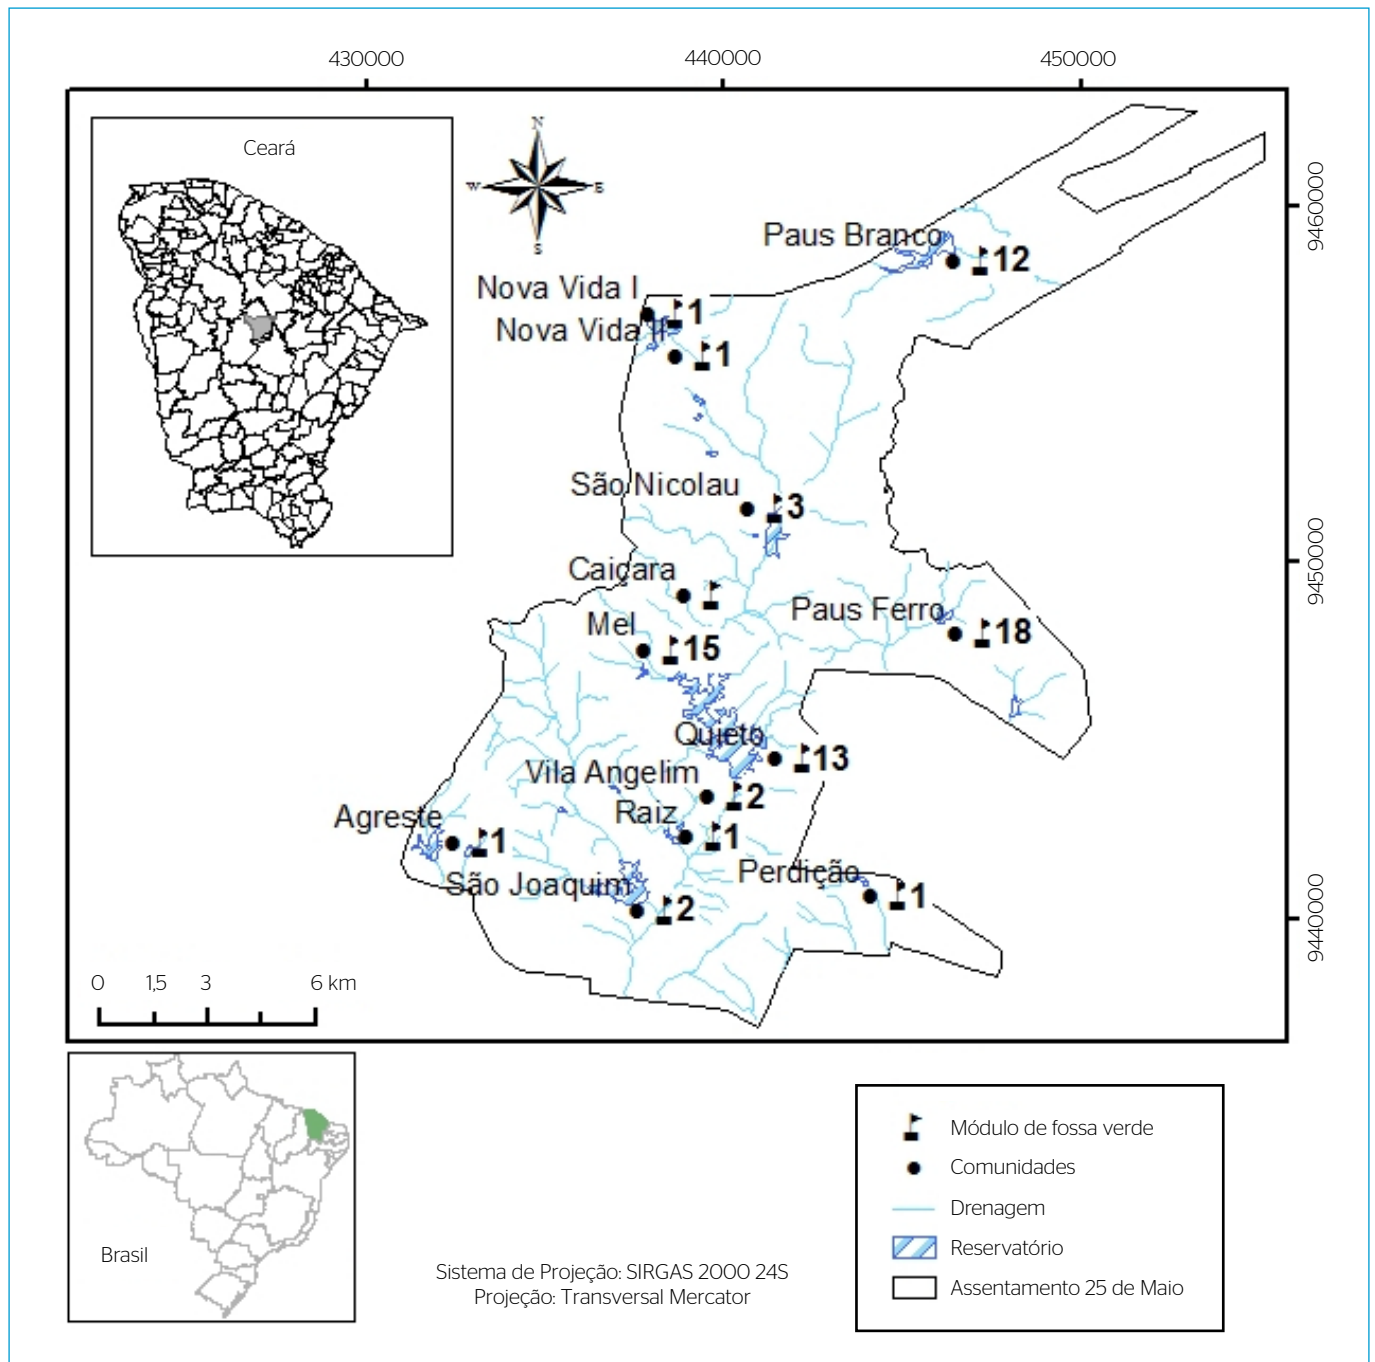 430000
440000
450000
Ceará
N
W
E
S
9460000
Paus Branco
12
Nova Vida I
1
Nova Vida II
1
São Nicolau
3
9450000
Caiçara
Paus Ferro
18
Mel
15
Quieto
13
Vila Angelim
2
Raiz
1
Agreste
1
Perdição
1
São Joaquim
2
9440000
0
1,5
3
6 km
Brasil
Sistema de Projeção: SIRGAS 2000 24S
Projeção: Transversal Mercator
Módulo de fossa verde
Comunidades
Drenagem
Reservatório
Assentamento 25 de Maio